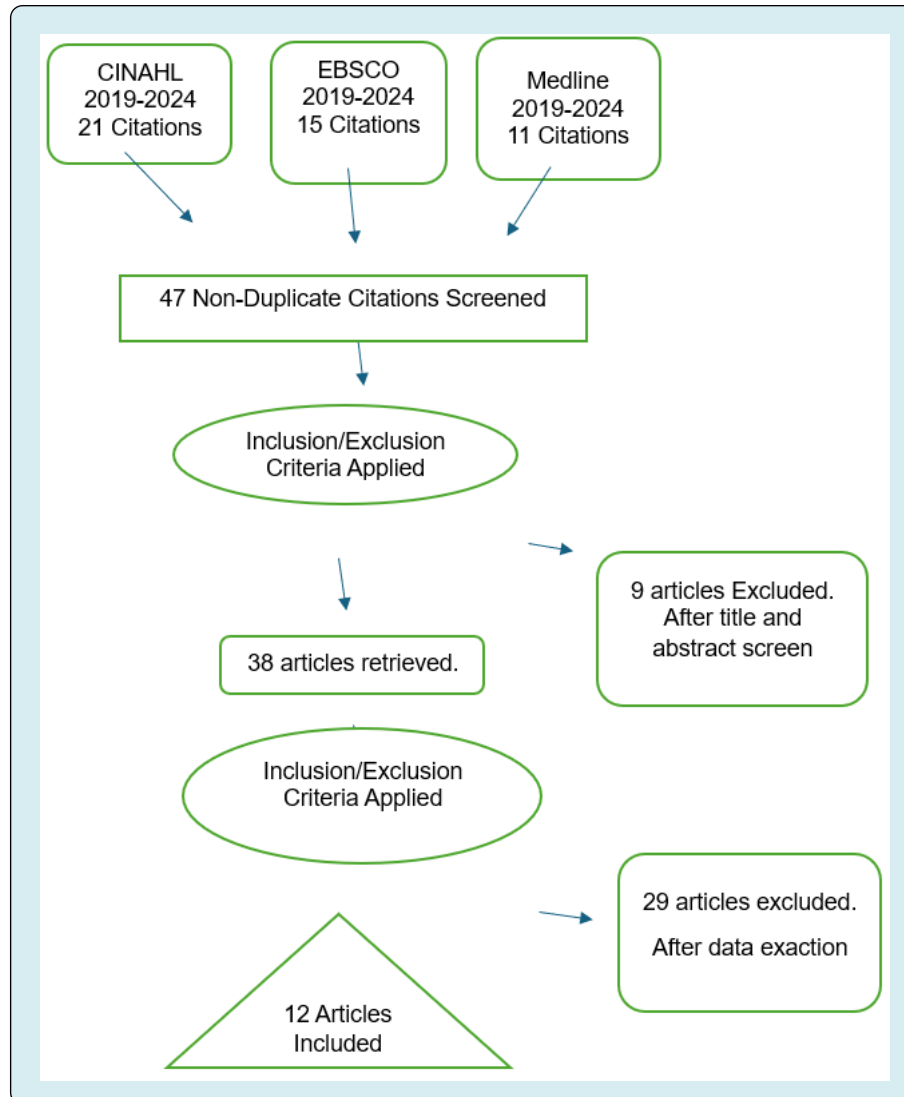 CINAHL
2019-2024
21 Citations
EBSCO
2019-2024
15 Citations
Medline
2019-2024
11 Citations
47 Non-Duplicate Citations Screened
Inclusion/Exclusion
Criteria Applied
9 articles Excluded.
After title and
abstract screen
38 articles retrieved.
Inclusion/Exclusion
Criteria Applied
29 articles excluded.
After data exaction
12 Articles
Included